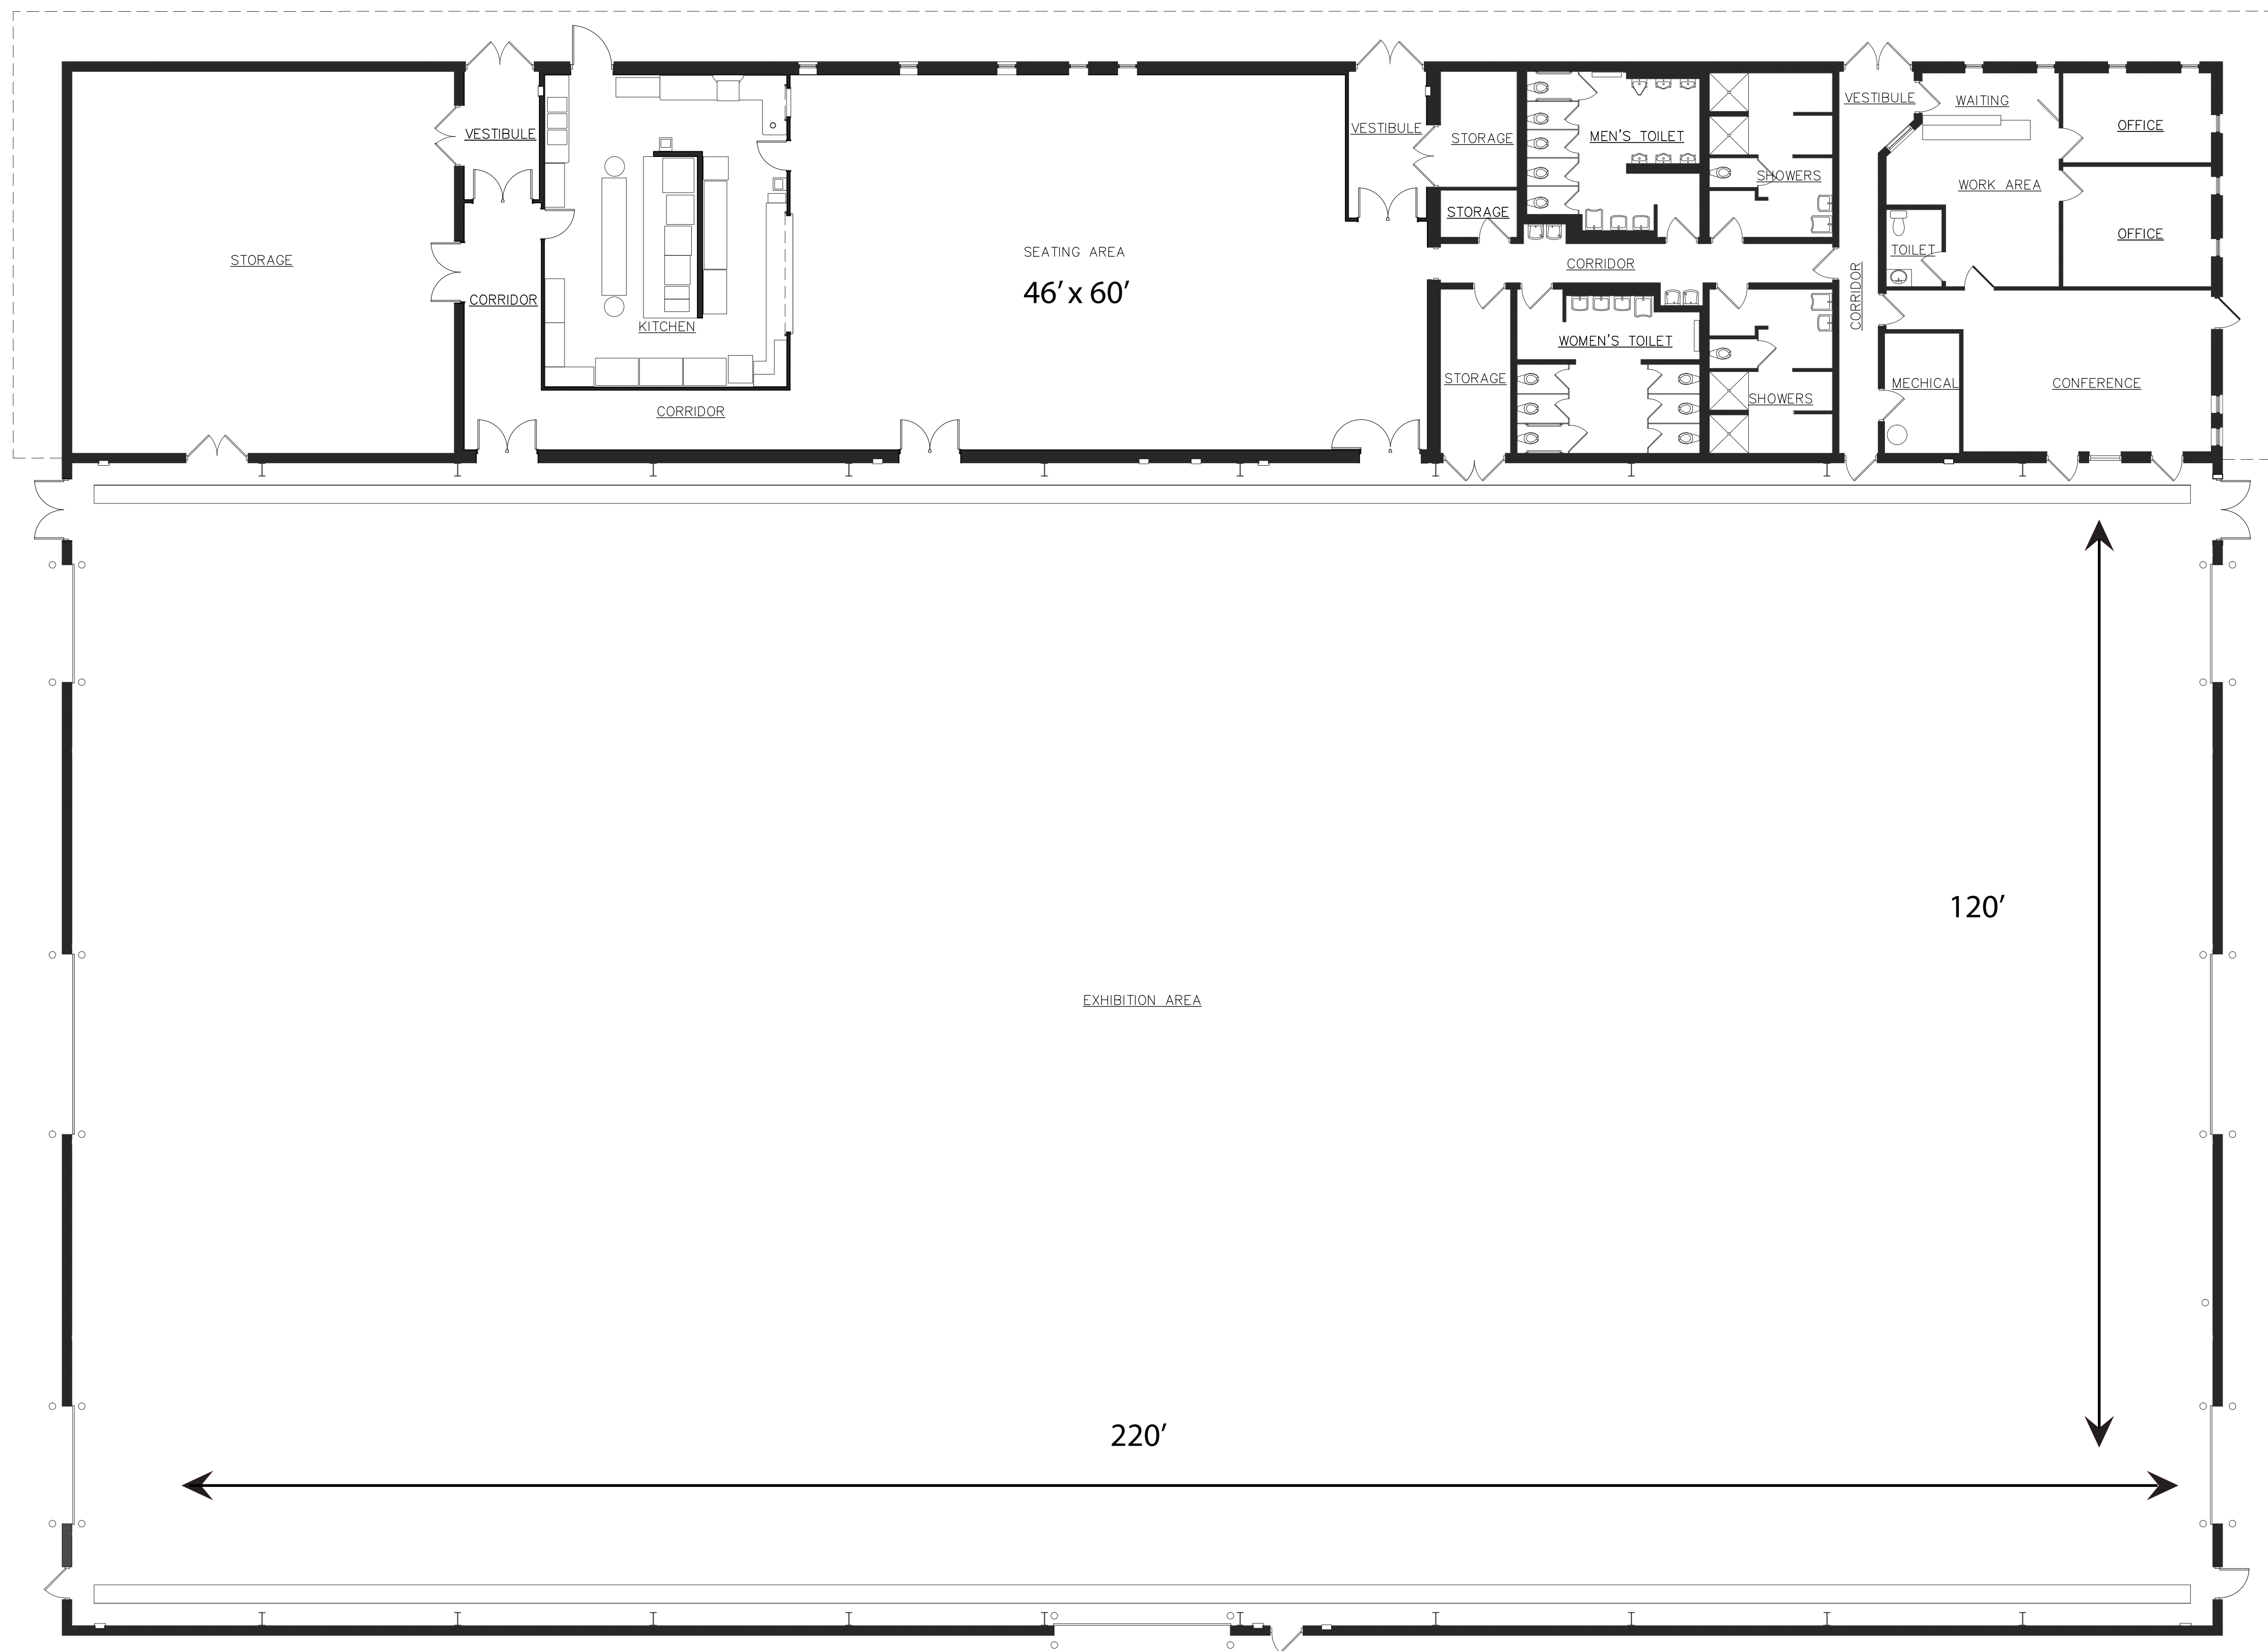 VESTIBULE
STORAGE
CORRIDOR
KITCHEN
CORRIDOR
SEATING AREA
46' x 60'
VESTIBULE
STORAGE
STORAGE
MEN'S TOILET
SHOWERS
CORRIDOR
STORAGE
WOMEN'S TOILET
SHOWERS
VESTIBULE
WAITING
OFFICE
WORK AREA
OFFICE
TOILET
CORRIDOR
MECHICAL
CONFERENCE
120'
EXHIBITION AREA
220'